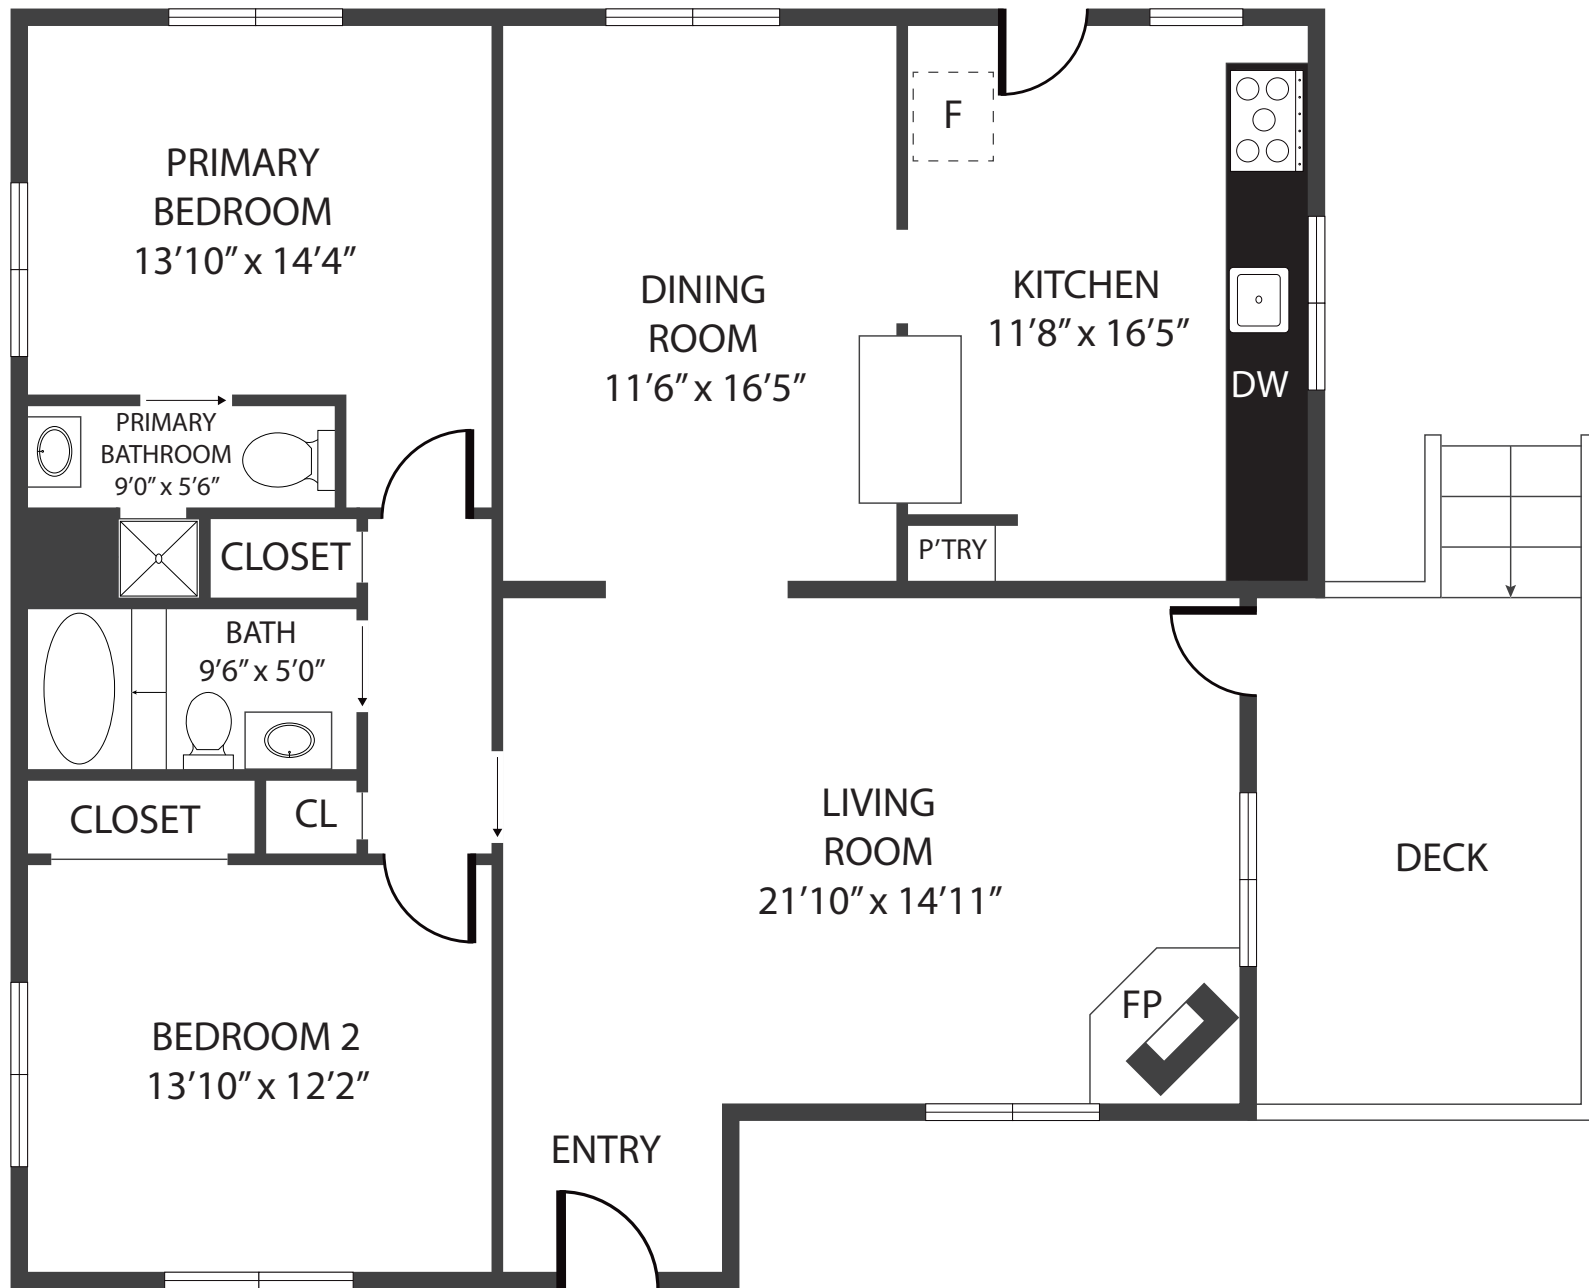 PRIMARY
BEDROOM
13'10" x 14'4"
DINING
ROOM
11'6" x 16'5"
F
KITCHEN
11'8" x 16'5"
DW
P'TRY
PRIMARY
BATHROOM
9'0" x 5'6"
CLOSET
BATH
9'6" x 5'0"
CLOSET
CL
LIVING
ROOM
21'10" x 14'11"
DECK
FP
BEDROOM 2
13'10" x 12'2"
ENTRY